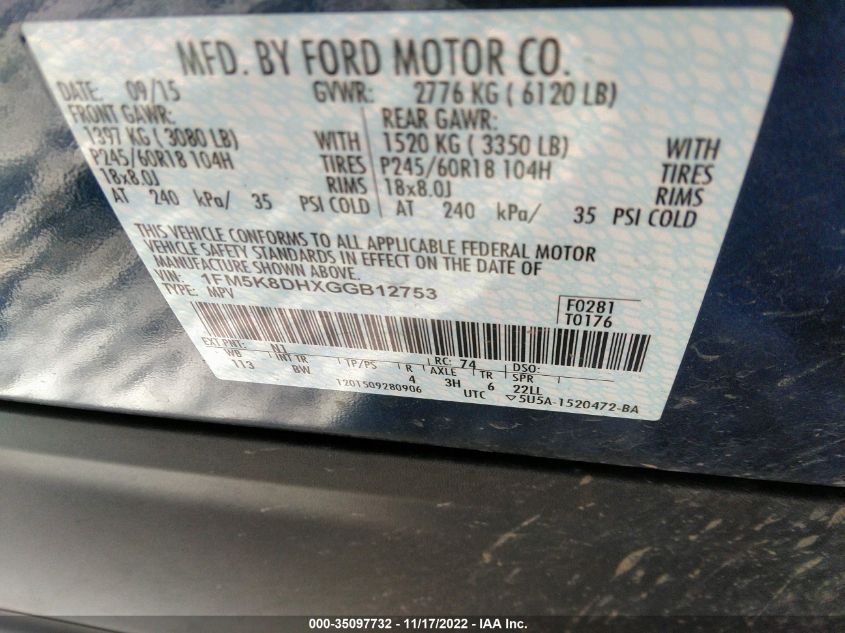 MFD. BY FORD MOTOR CO.
DATE: 09/15 GVWR: 2776 KG ( 6120 LB)
FRONT GAWR: REAR GAWR:
1397 KG ( 3080 LB) WITH 1520 KG ( 3350 LB) WITH
P245/60R18 104H TIRES P245/60R18 104H TIRES
18x8.0J RIMS 18x8.0J RIMS
AT 240 kPa/ 35 PSI COLD AT 240 kPa/ 35 PSI COLD
THIS VEHICLE CONFORMS TO ALL APPLICABLE FEDERAL MOTOR
VEHICLE SAFETY STANDARDS IN EFFECT ON THE DATE OF
MANUFACTURE SHOWN ABOVE.
VIN: 1FM5K8DHXGGB12753
TYPE: MPV
F0281
T0176
EXT PNT: N1 RC: 74 DSO:
WB INT TR TP/PS R AXLE TR SPR
113 BW 4 3H 6 22LL
1201509280906 UTC ▽5U5A-1520472-BA
000-35097732 - 11/17/2022 - IAA Inc.